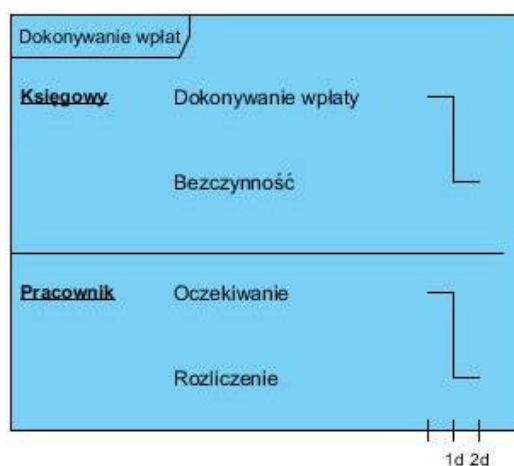 Dokonywanie wpłat
Księgowy
Dokonywanie wpłaty
Bezczynność
Pracownik
Oczekiwanie
Rozliczenie
1d 2d